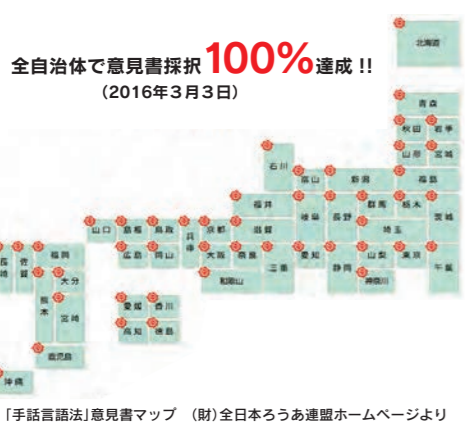 全自治体で意見書採択100%達成!!
(2016年3月3日)
北海道
青森
秋田 岩手
山形 宮城
石川
富山 新潟 福島
福井 岐阜 長野 群馬 栃木 茨城
山口 島根 鳥取 兵庫 京都 滋賀 埼玉
広島 岡山 大阪 奈良 三重 愛知 静岡 山梨 東京 千葉
和歌山 神奈川
長崎 佐賀 福岡
熊本 大分
宮崎
鹿児島
愛媛 香川
高知 徳島
沖縄
「手話言語法」意見書マップ (財)全日本ろうあ連盟ホームページより